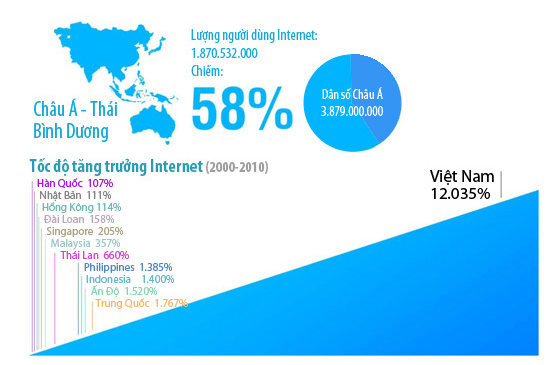 Lượng người dùng Internet:
1.870.532.000
Chiếm:
58%
Dân số Châu Á
3.879.000.000
Châu Á - Thái
Bình Dương
Tốc độ tăng trưởng Internet (2000-2010)
Việt Nam
12.035%
Hàn Quốc 107%
Nhật Bản 111%
Hồng Kông 114%
Đài Loan 158%
Singapore 205%
Malaysia 357%
Thái Lan 660%
Philippines 1.385%
Indonesia 1.400%
Ấn Độ 1.520%
Trung Quốc 1.767%